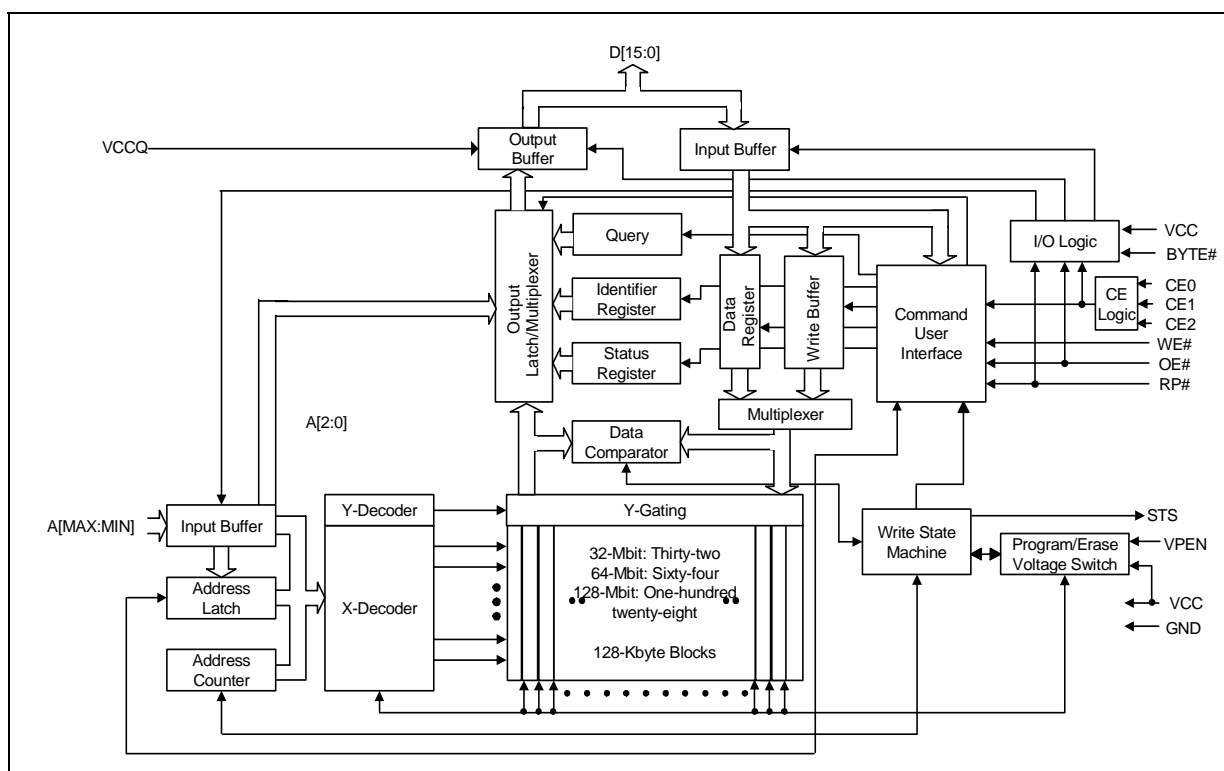 D[15:0]
VCCQ
Output
Buffer
Input Buffer
Output
Latch/Multiplexer
Query
Identifier
Register
Status
Register
Data
Register
Write Buffer
Command
User
Interface
I/O Logic
CE
Logic
VCC
BYTE#
CE0
CE1
CE2
WE#
OE#
RP#
Multiplexer
A[2:0]
Data
Comparator
A[MAX:MIN]
Input Buffer
Address
Latch
Address
Counter
Y-Decoder
X-Decoder
Y-Gating
32-Mbit: Thirty-two
64-Mbit: Sixty-four
128-Mbit: One-hundred
twenty-eight
128-Kbyte Blocks
Write State
Machine
Program/Erase
Voltage Switch
STS
VPEN
VCC
GND